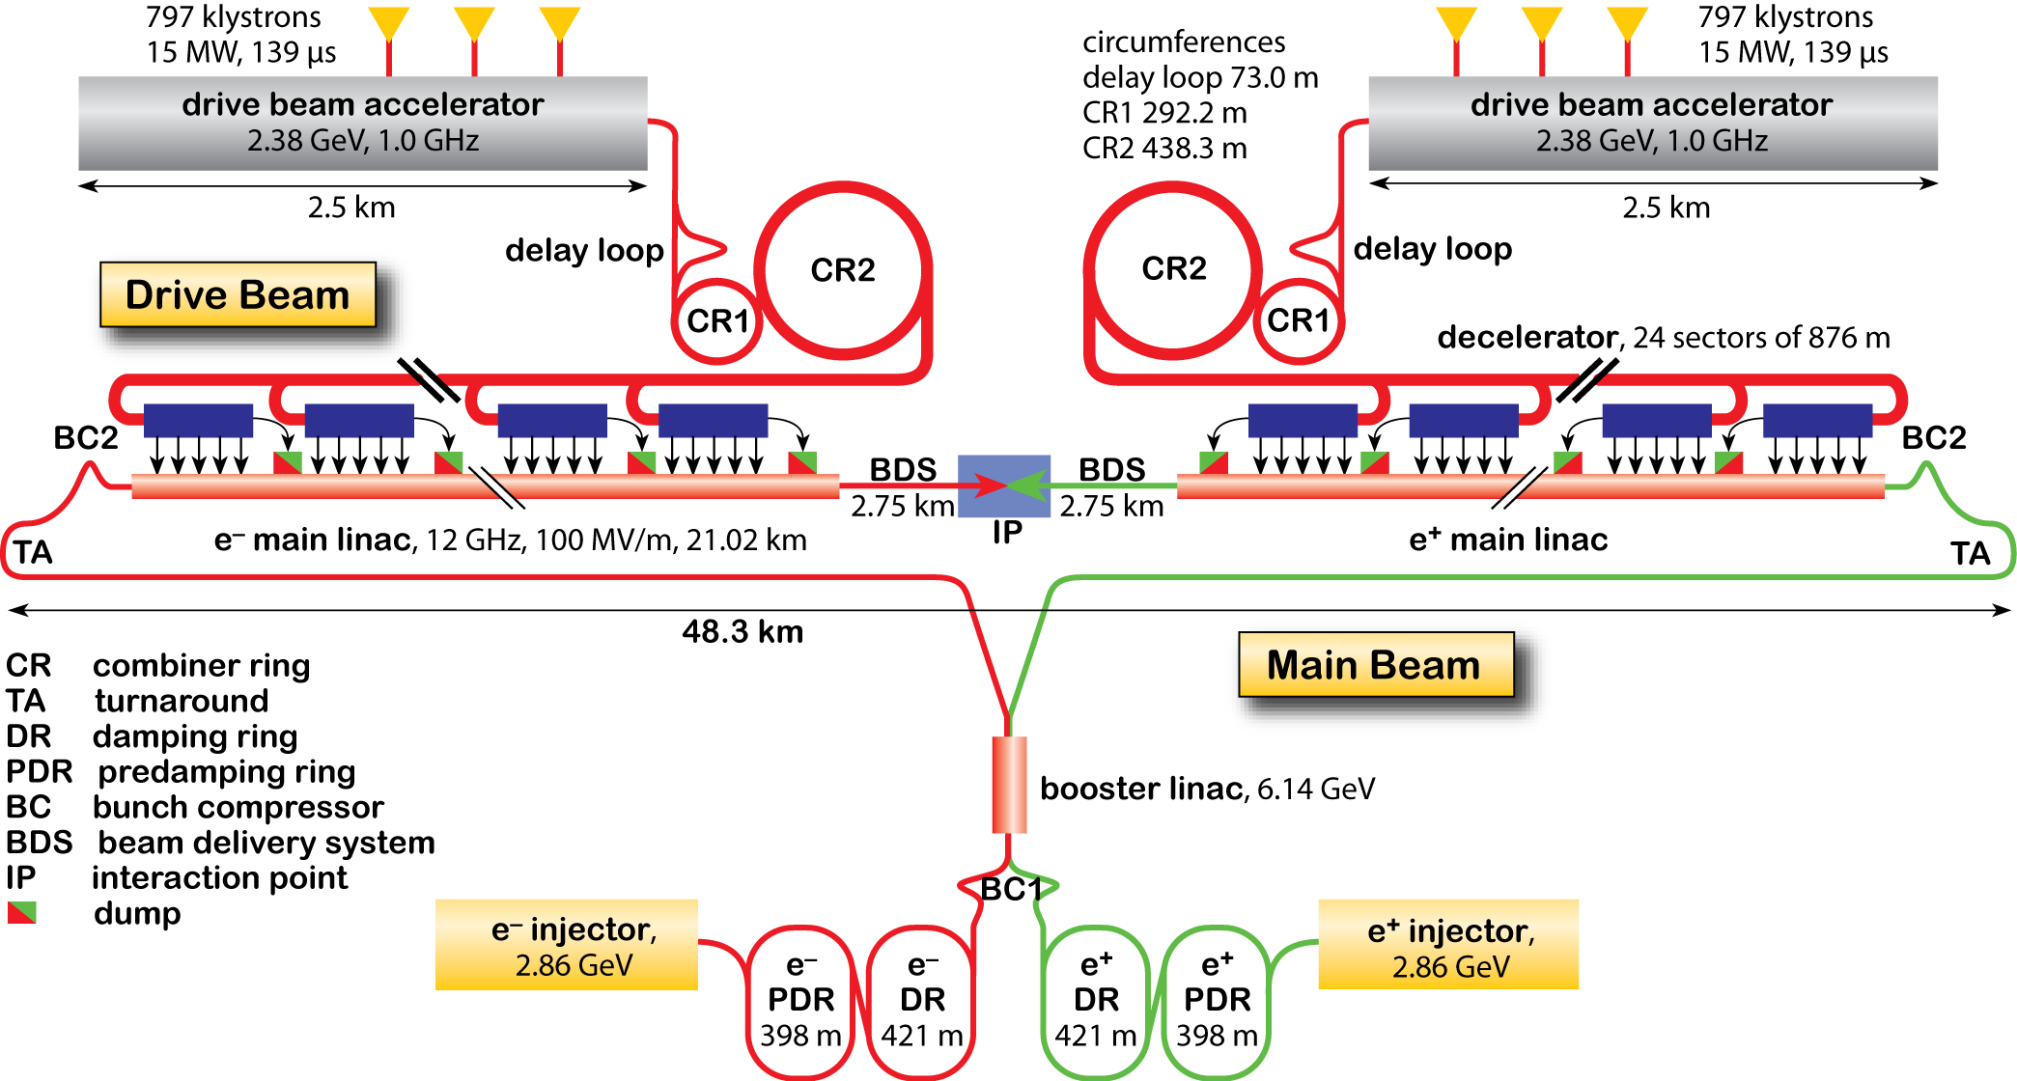 797 klystrons
15 MW, 139 μs
drive beam accelerator
2.38 GeV, 1.0 GHz
2.5 km
circumferences
delay loop 73.0 m
CR1 292.2 m
CR2 438.3 m
797 klystrons
15 MW, 139 μs
drive beam accelerator
2.38 GeV, 1.0 GHz
2.5 km
delay loop
CR2
CR1
Drive Beam
CR2
CR1
delay loop
decelerator, 24 sectors of 876 m
BC2
BDS
2.75 km
IP
BDS
2.75 km
BC2
TA
e– main linac, 12 GHz, 100 MV/m, 21.02 km
e+ main linac
TA
48.3 km
Main Beam
CR combiner ring
TA turnaround
DR damping ring
PDR predamping ring
BC bunch compressor
BDS beam delivery system
IP interaction point
dump
booster linac, 6.14 GeV
BC1
e– injector,
2.86 GeV
e–
PDR
398 m
e–
DR
421 m
e+
DR
421 m
e+
PDR
398 m
e+ injector,
2.86 GeV